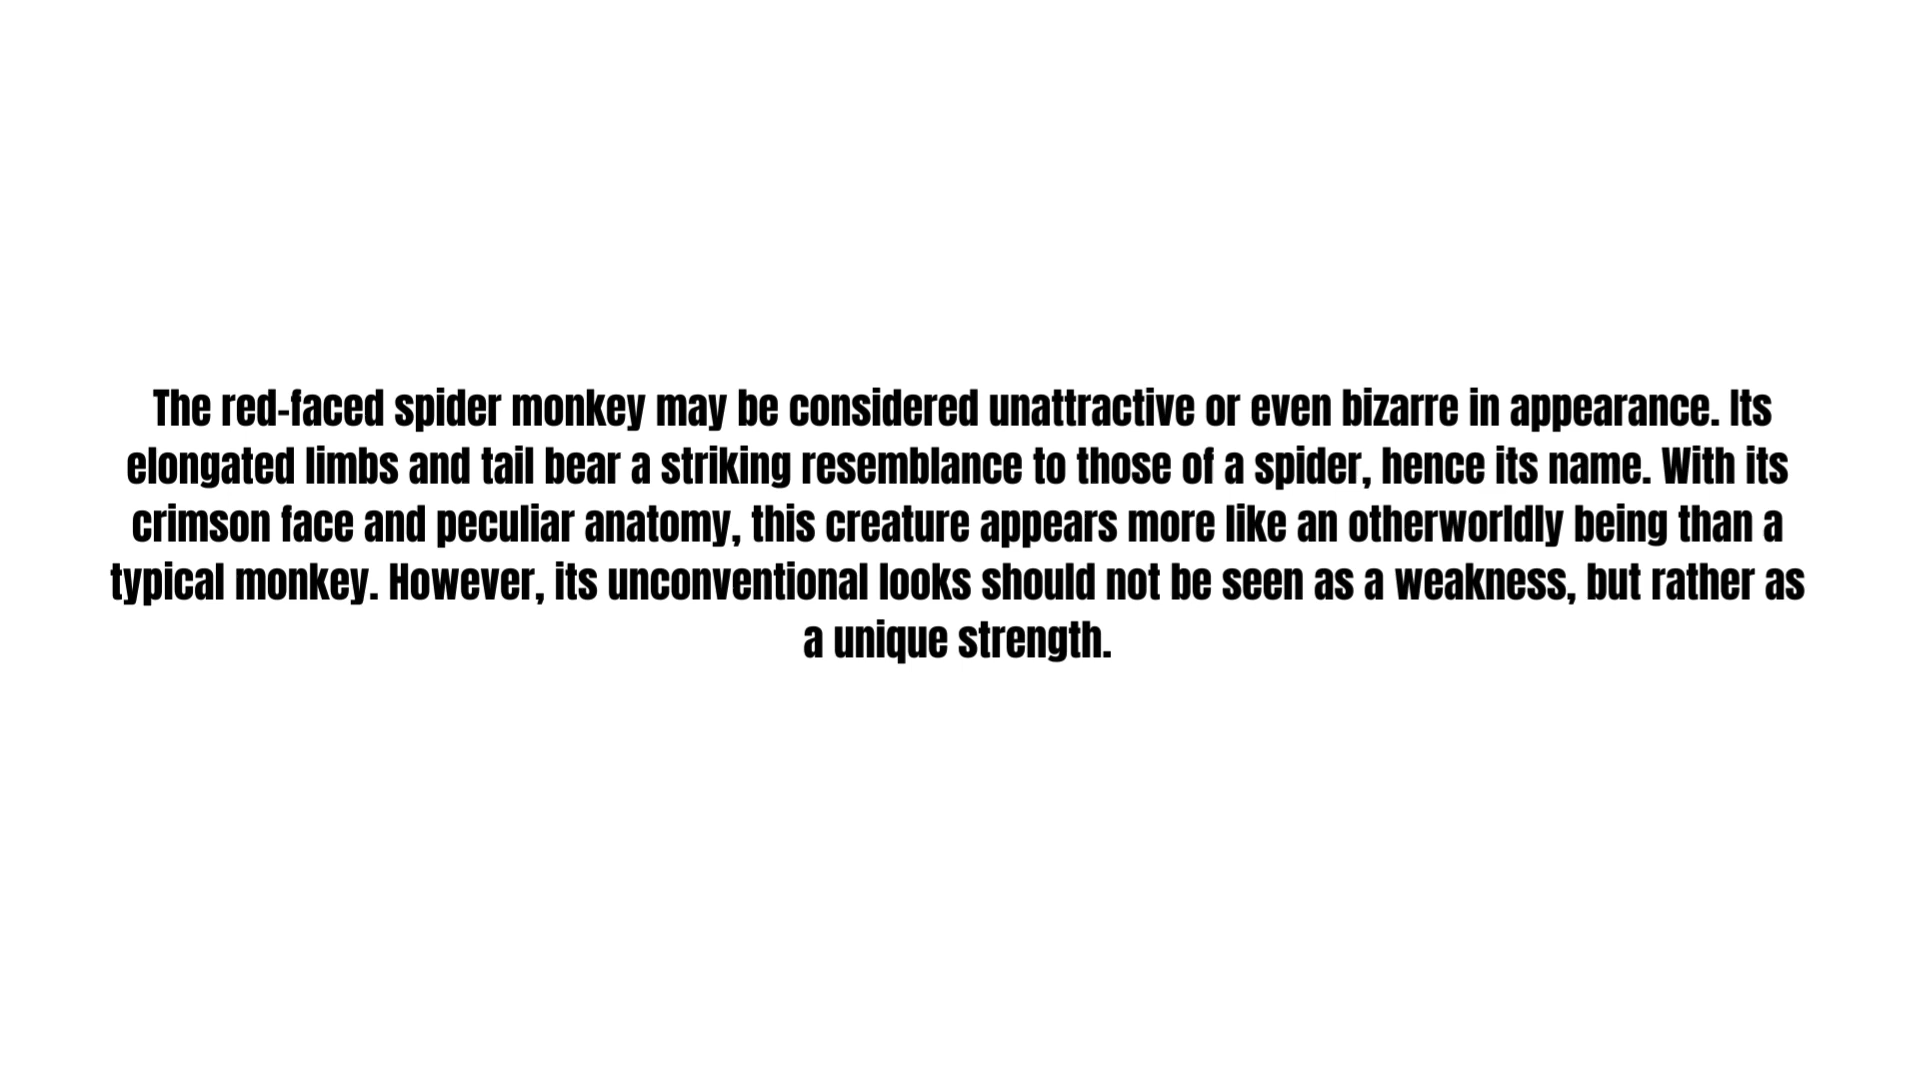 The red-faced spider monkey may be considered unattractive or even bizarre in appearance. Its
elongated limbs and tail bear a striking resemblance to those of a spider, hence its name. With its
crimson face and peculiar anatomy, this creature appears more like an otherworldly being than a
typical monkey. However, its unconventional looks should not be seen as a weakness, but rather as
a unique strength.